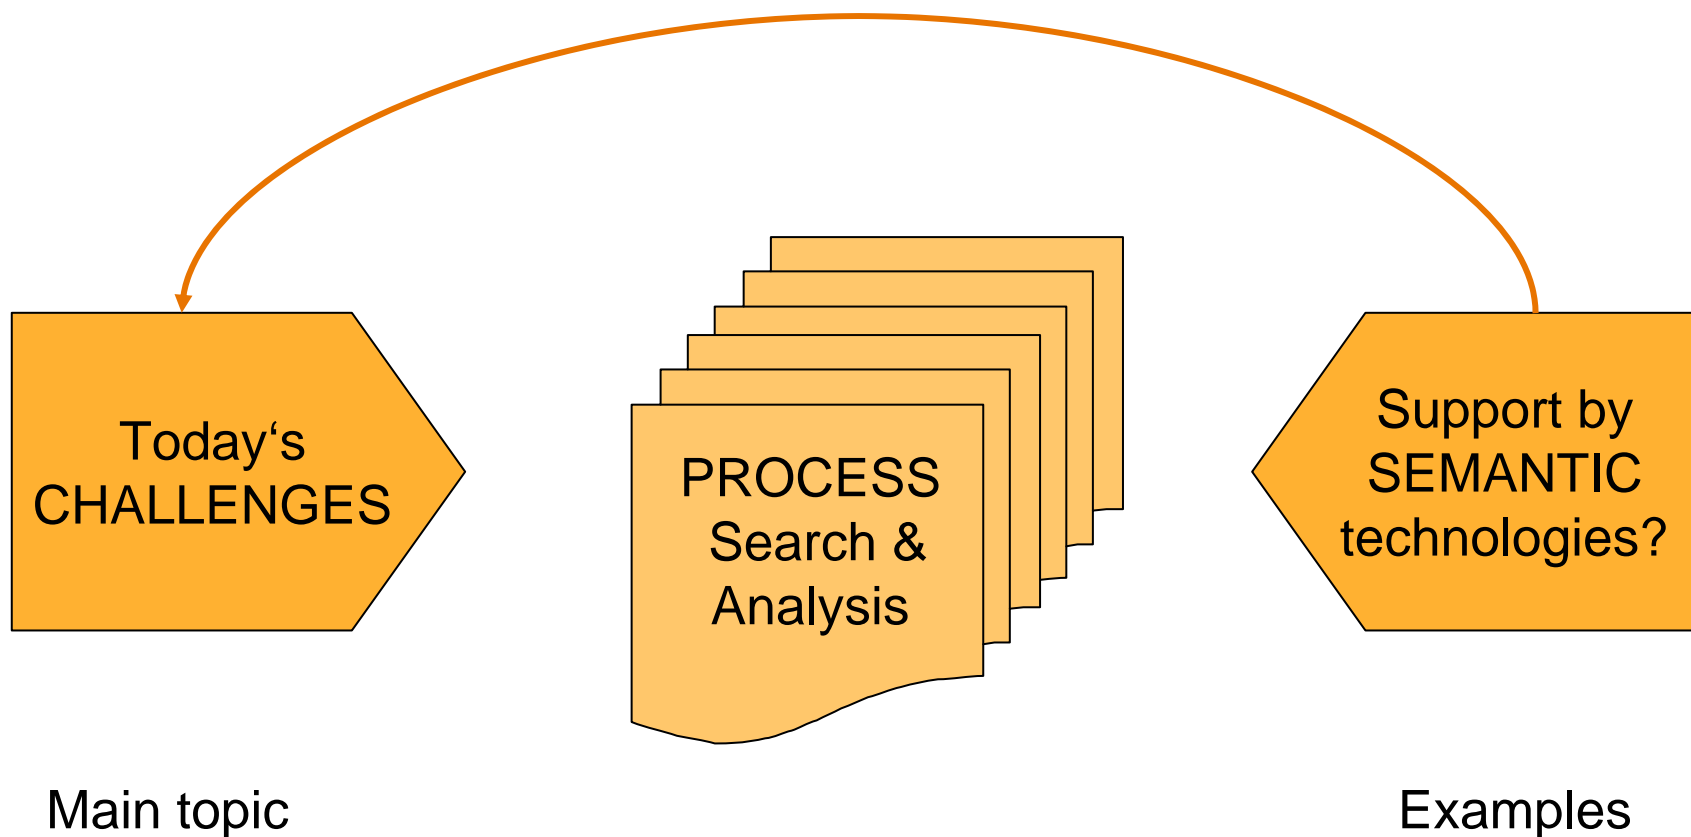 Today‘s
CHALLENGES
PROCESS
Search &
Analysis
Support by
SEMANTIC
technologies?
Main topic
Examples